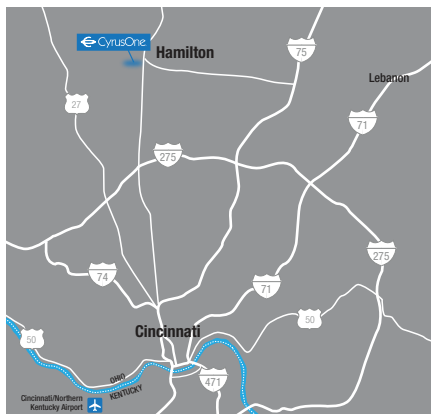 CyrusOne
Hamilton
75
Lebanon
27
71
275
275
74
71
50
Cincinnati
50
OHIO
KENTUCKY
471
Cincinnati/Northern
Kentucky Airport